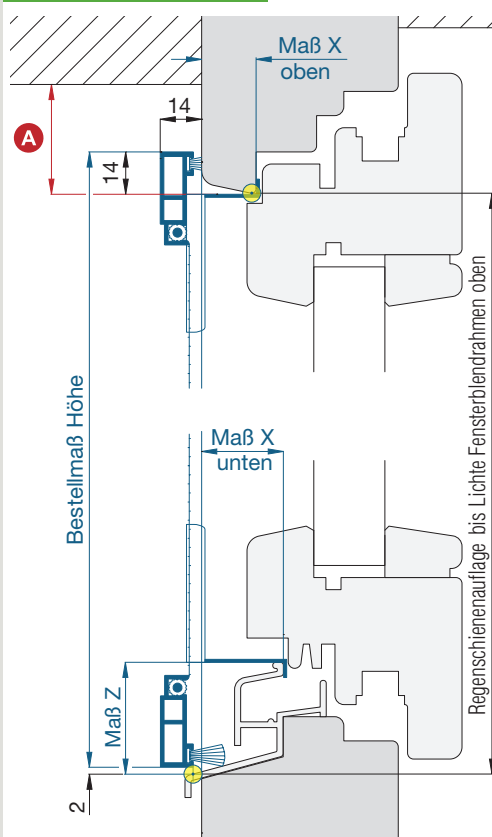 Maß X
oben
14
A
14
Bestellmaß Höhe
Maß X
unten
Regenschienenauflage bis Lichte Fensterblendrahmen oben
Maß Z
2